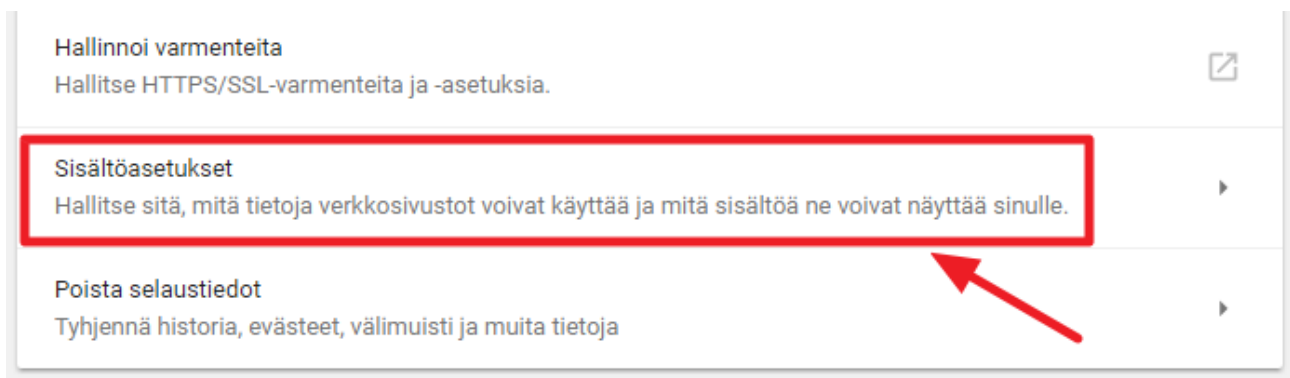 Hallinnoi varmenteita
Hallitse HTTPS/SSL-varmenteita ja -asetuksia.
Sisältöasetukset
Hallitse sitä, mitä tietoja verkkosivustot voivat käyttää ja mitä sisältöä ne voivat näyttää sinulle.
Poista selaustiedot
Tyhjennä historia, evästeet, välimuisti ja muita tietoja